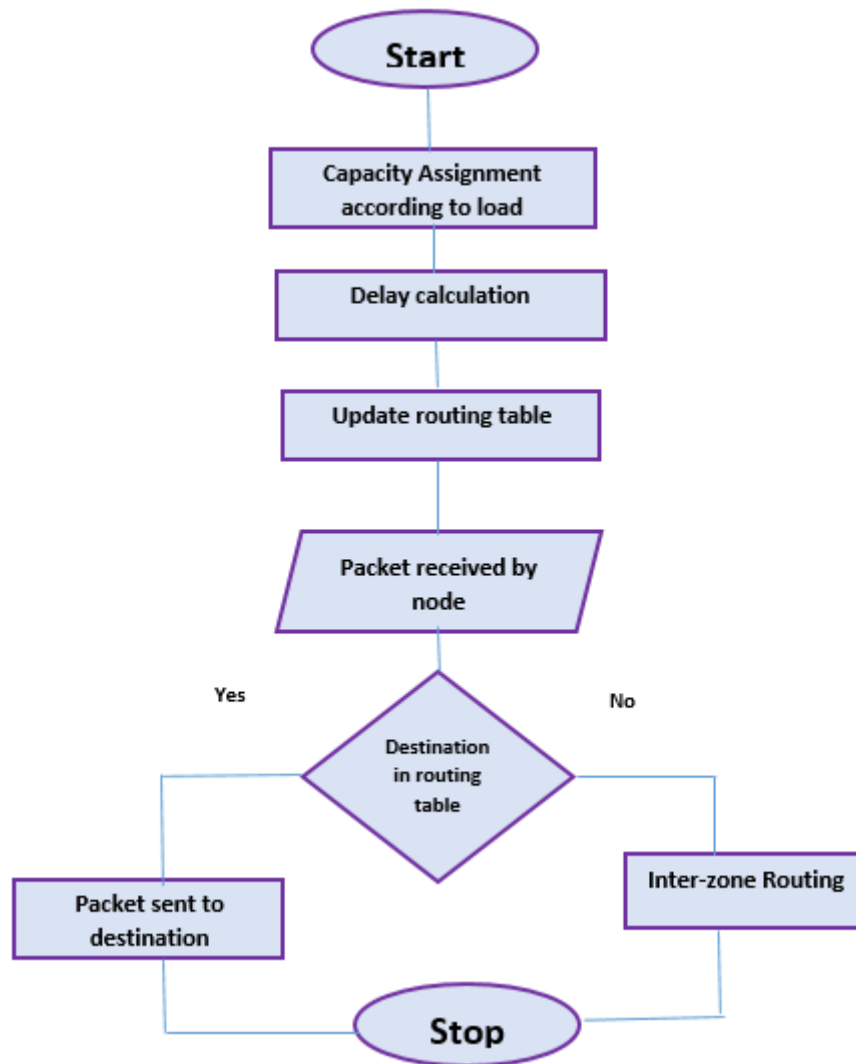 Start
Capacity Assignment
according to load
Delay calculation
Update routing table
Packet received by
node
Yes
No
Destination
in routing
table
Inter-zone Routing
Packet sent to
destination
Stop